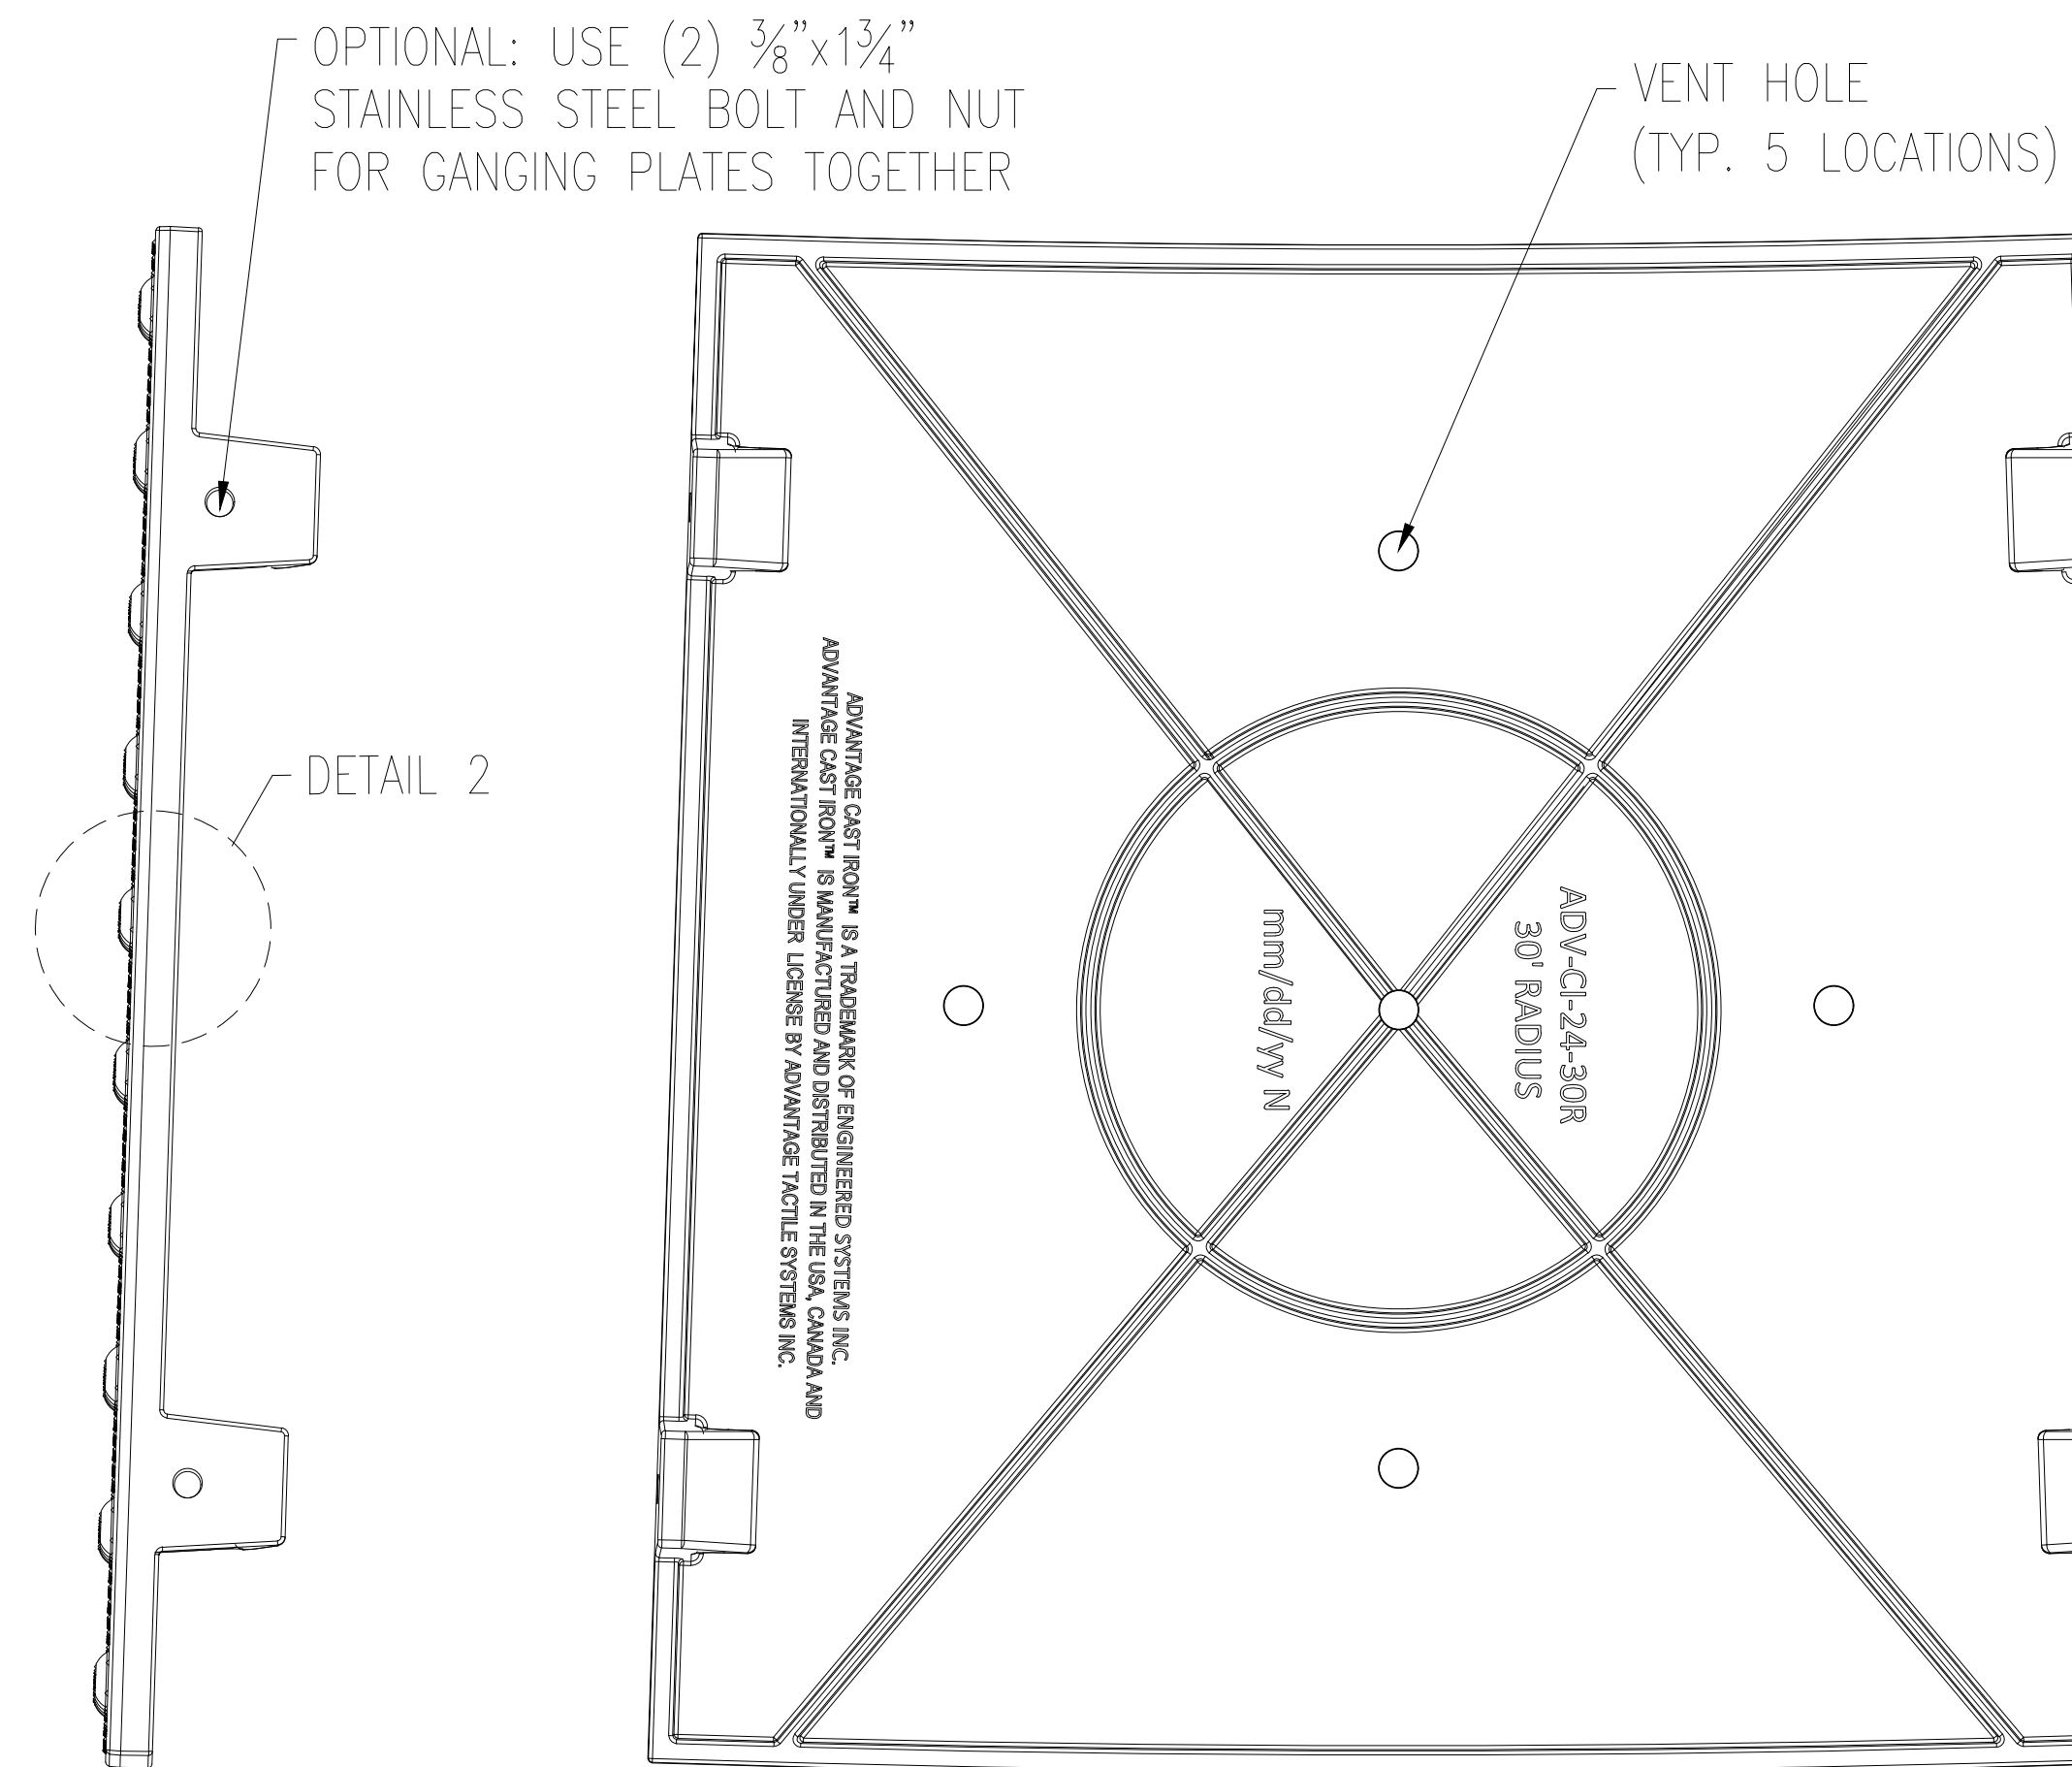 OPTIONAL: USE (2) 3/8”x1 3/4”
STAINLESS STEEL BOLT AND NUT
FOR GANGING PLATES TOGETHER
VENT HOLE
(TYP. 5 LOCATIONS)
DETAIL 2
ADVANTAGE CAST IRON™ IS A TRADEMARK OF ENGINEERED SYSTEMS INC.
ADVANTAGE CAST IRON™ IS MANUFACTURED AND DISTRIBUTED IN THE USA, CANADA AND
INTERNATIONALLY UNDER LICENSE BY ADVANTAGE TACTILE SYSTEMS INC.
ADV-CI-24-30R
30' RADIUS
mm/dd/yy N